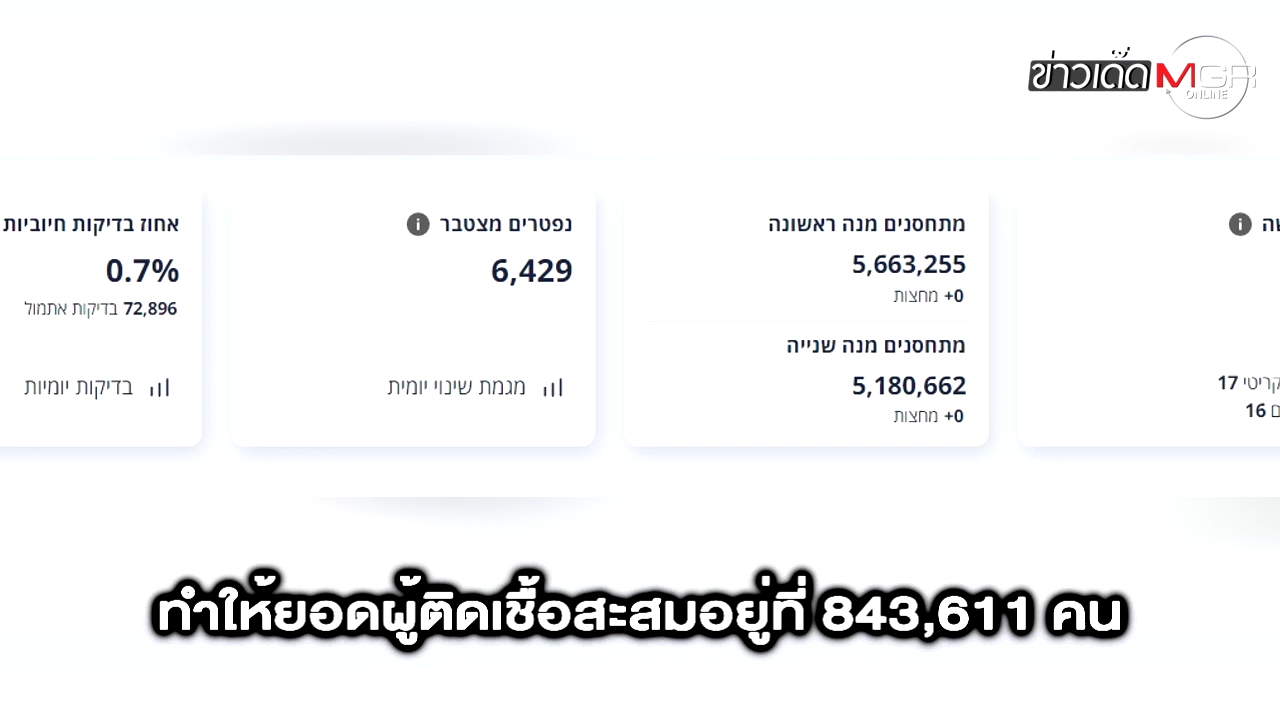 ข่าวเด็ด MGR
ONLINE
מתחסנים מנה ראשונה
5,663,255
+0 מחצות
מתחסנים מנה שנייה
5,180,662
+0 מחצות
נפטרים מצטבר
6,429
מגמת שינוי יומית
אחוז בדיקות חיוביות
0.7%
72,896 בדיקות אתמול
בדיקות יומיות
17
16
ทำให้ยอดผู้ติดเชื้อสะสมอยู่ที่ 843,611 คน